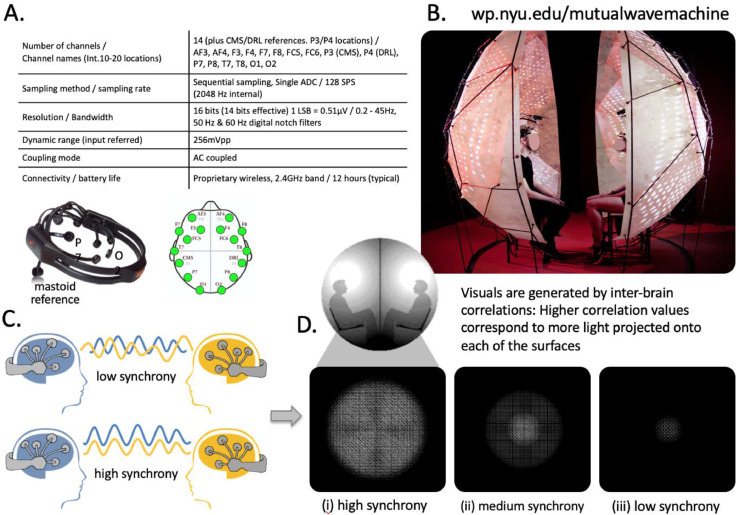 A.
Number of channels /
Channel names (Int.10-20 locations)
14 (plus CMS/DRL references. P3/P4 locations) /
AF3, AF4, F3, F4, F7, F8, FC5, FC6, P3 (CMS), P4 (DRL),
P7, P8, T7, T8, O1, O2
Sampling method / sampling rate
Sequential sampling, Single ADC / 128 SPS
(2048 Hz internal)
Resolution / Bandwidth
16 bits (14 bits effective) 1 LSB = 0.51μV / 0.2 - 45Hz,
50 Hz & 60 Hz digital notch filters
Dynamic range (input referred)
256mVpp
Coupling mode
AC coupled
Connectivity / battery life
Proprietary wireless, 2.4GHz band / 12 hours (typical)
P
7
O
2
mastoid
reference
AF3
AF4
F7
F3
F4
F8
FC5
FC6
T7
T8
CMS
DRL
P7
P8
O1
O2
B.
wp.nyu.edu/mutualwavemachine
Visuals are generated by inter-brain
correlations: Higher correlation values
correspond to more light projected onto
each of the surfaces
C.
low synchrony
high synchrony
D.
(i) high synchrony
(ii) medium synchrony
(iii) low synchrony